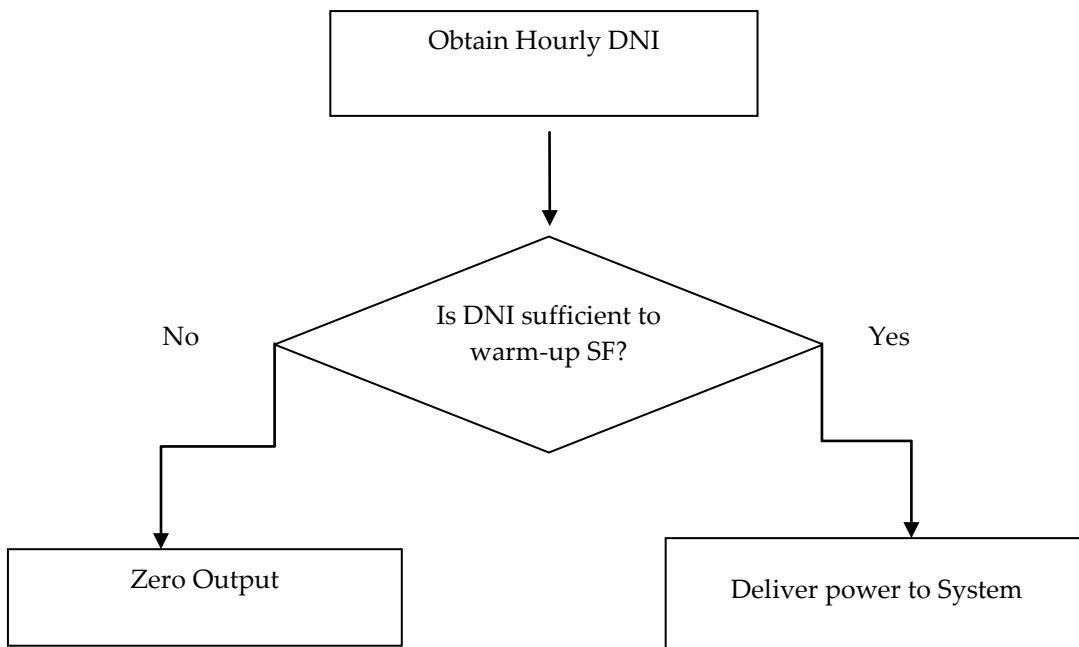 Obtain Hourly DNI
Is DNI sufficient to
warm-up SF?
No
Yes
Zero Output
Deliver power to System